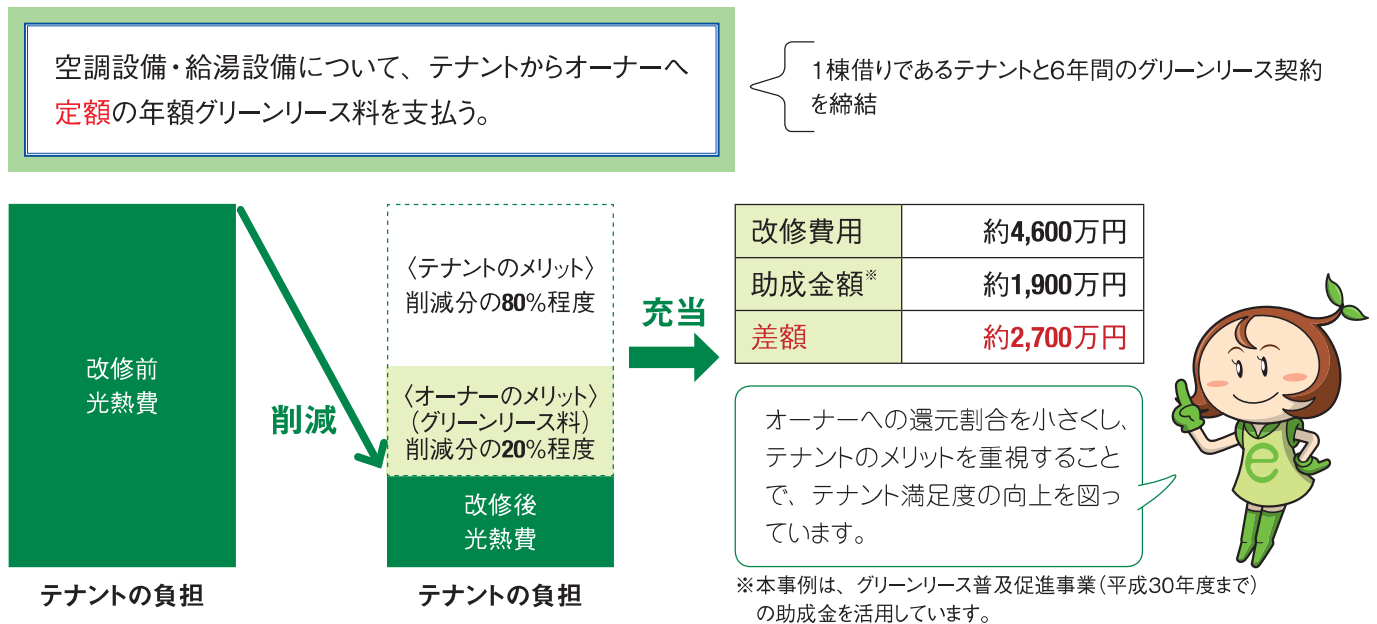 空調設備・給湯設備について、テナントからオーナーへ
定額の年額グリーンリース料を支払う。
1棟借りであるテナントと6年間のグリーンリース契約
を締結
改修前
光熱費
テナントの負担
削減
〈テナントのメリット〉
削減分の80%程度
〈オーナーのメリット〉
(グリーンリース料)
削減分の20%程度
改修後
光熱費
テナントの負担
充当
改修費用 約4,600万円
助成金額※ 約1,900万円
差額 約2,700万円
オーナーへの還元割合を小さくし、
テナントのメリットを重視すること
で、テナント満足度の向上を図っ
ています。
e
※本事例は、グリーンリース普及促進事業(平成30年度まで)
の助成金を活用しています。